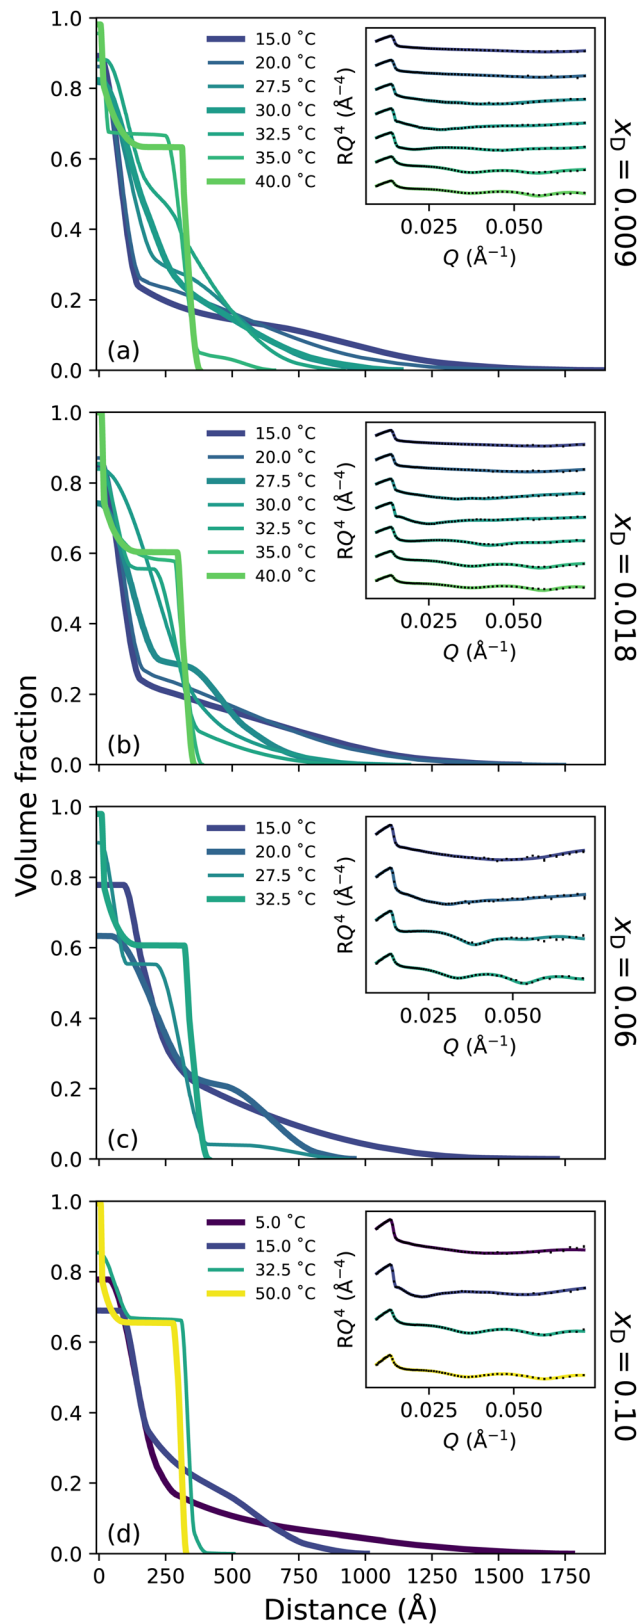 1.0
0.8
0.6
0.4
0.2
0.0
15.0 ˚C
20.0 ˚C
27.5 ˚C
30.0 ˚C
32.5 ˚C
35.0 ˚C
40.0 ˚C
RQ⁴ (Å⁻⁴)
0.025 0.050
Q (Å⁻¹)
(a)
x_D = 0.009
1.0
0.8
0.6
0.4
0.2
0.0
15.0 ˚C
20.0 ˚C
27.5 ˚C
30.0 ˚C
32.5 ˚C
35.0 ˚C
40.0 ˚C
RQ⁴ (Å⁻⁴)
0.025 0.050
Q (Å⁻¹)
(b)
x_D = 0.018
Volume fraction
1.0
0.8
0.6
0.4
0.2
0.0
15.0 ˚C
20.0 ˚C
27.5 ˚C
32.5 ˚C
RQ⁴ (Å⁻⁴)
0.025 0.050
Q (Å⁻¹)
(c)
x_D = 0.06
1.0
0.8
0.6
0.4
0.2
0.0
5.0 ˚C
15.0 ˚C
32.5 ˚C
50.0 ˚C
RQ⁴ (Å⁻⁴)
0.025 0.050
Q (Å⁻¹)
(d)
x_D = 0.10
0 250 500 750 1000 1250 1500 1750
Distance (Å)